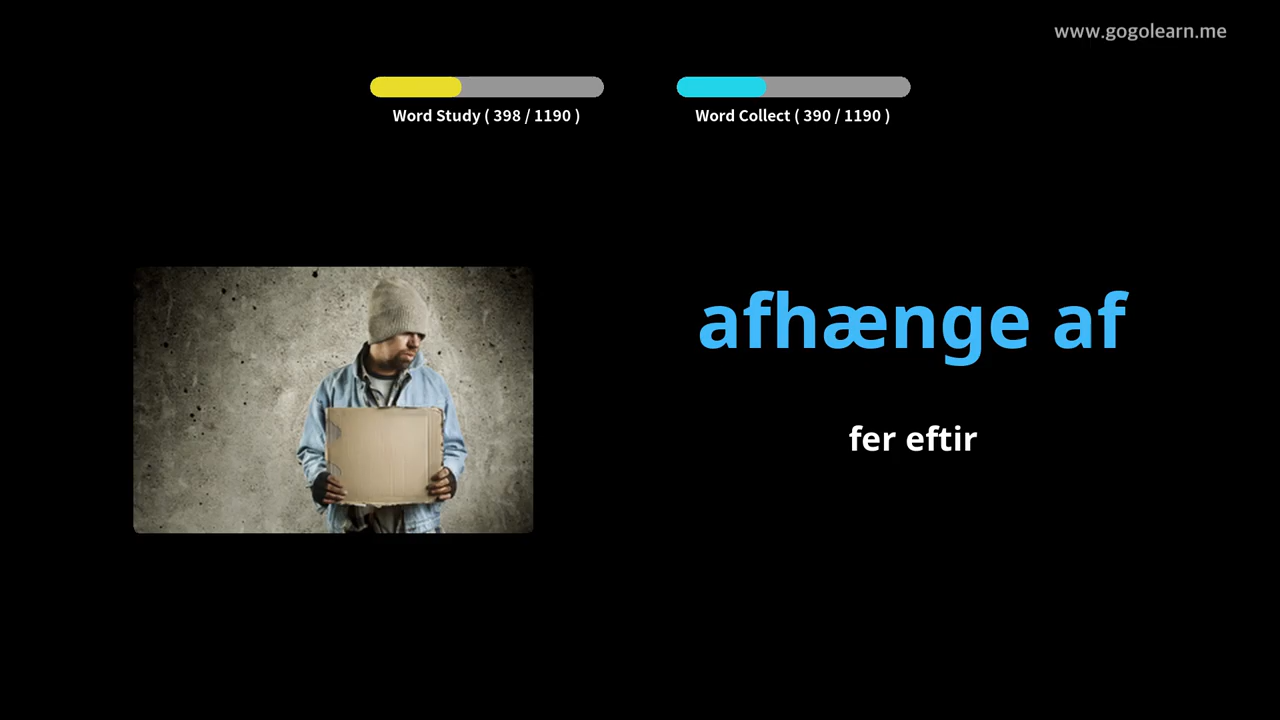 www.gogolearn.me
Word Study ( 398 / 1190 )
Word Collect ( 390 / 1190 )
afhænge af
fer eftir